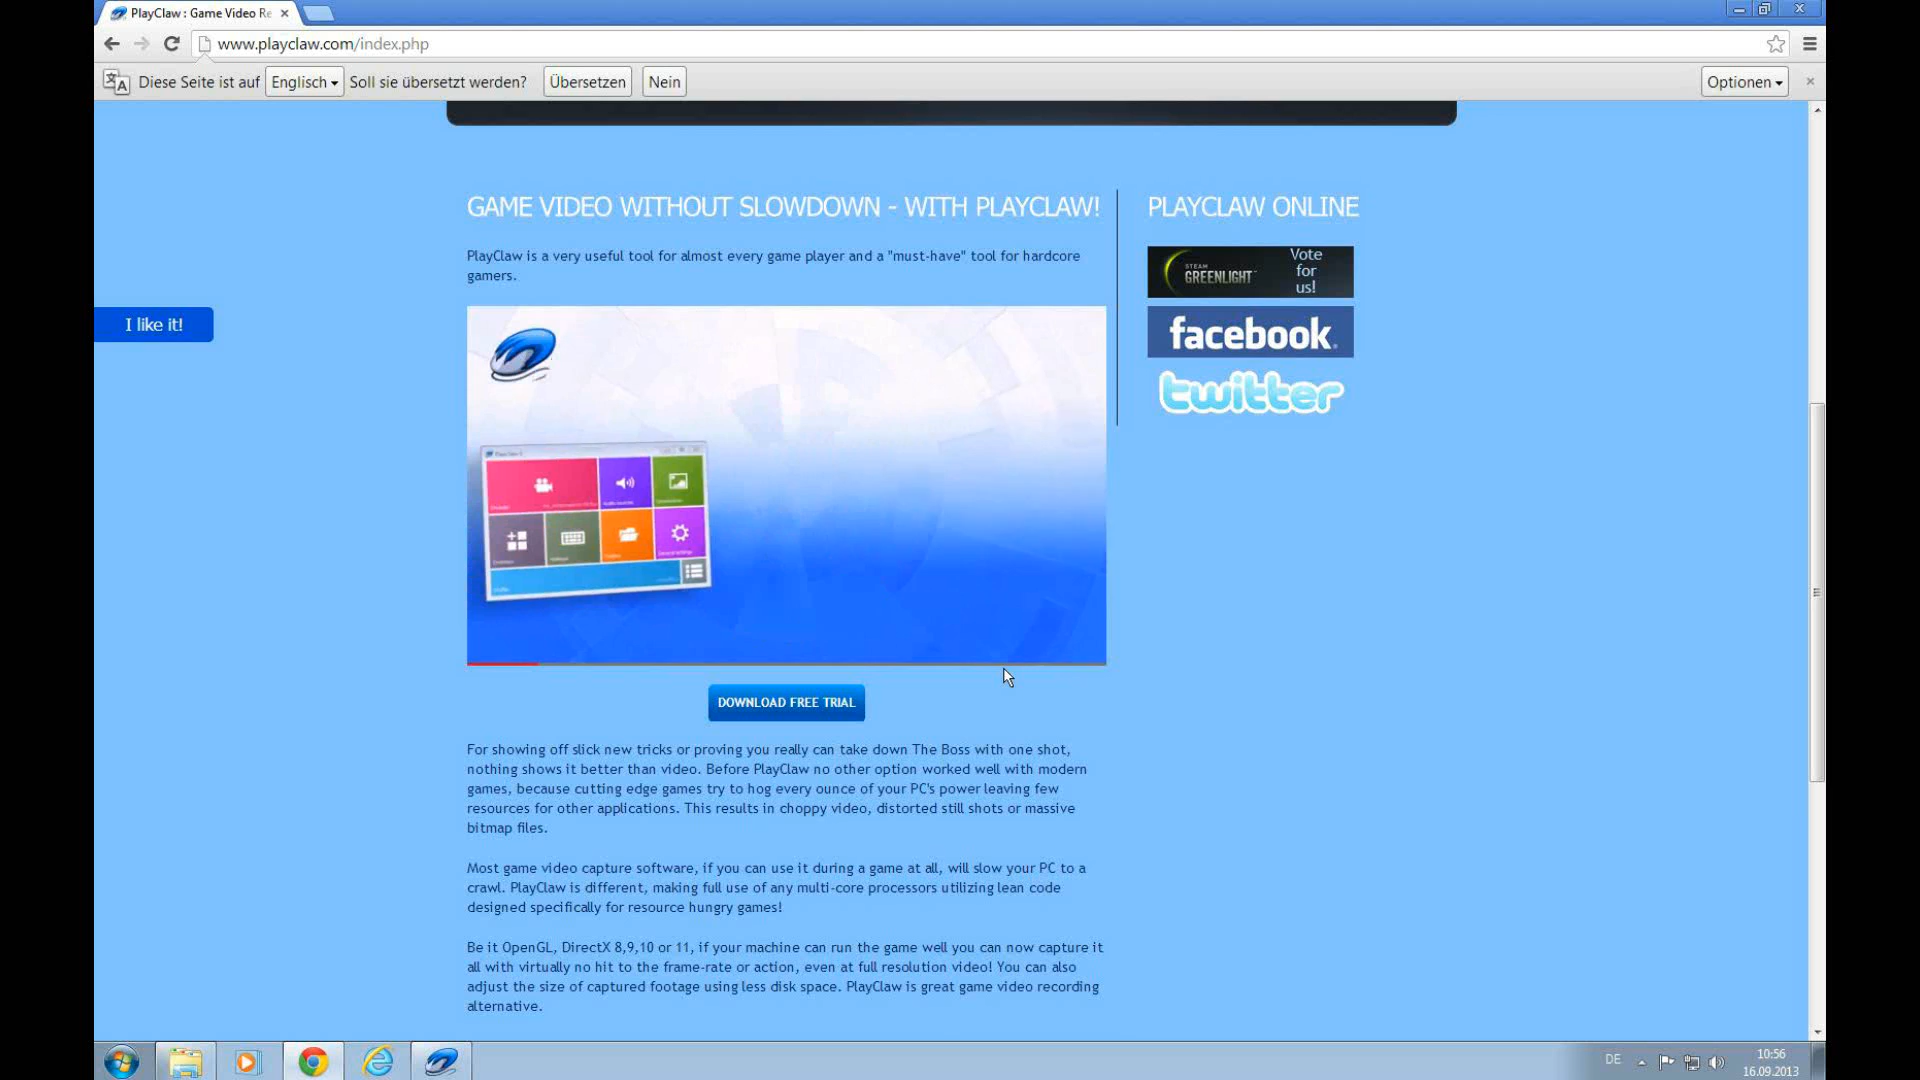 PlayClaw : Game Video Re
www.playclaw.com/index.php
Diese Seite ist auf Englisch Soll sie übersetzt werden? Übersetzen Nein Optionen
GAME VIDEO WITHOUT SLOWDOWN - WITH PLAYCLAW!
PlayClaw is a very useful tool for almost every game player and a "must-have" tool for hardcore
gamers.
I like it!
DOWNLOAD FREE TRIAL
For showing off slick new tricks or proving you really can take down The Boss with one shot,
nothing shows it better than video. Before PlayClaw no other option worked well with modern
games, because cutting edge games try to hog every ounce of your PC's power leaving few
resources for other applications. This results in choppy video, distorted still shots or massive
bitmap files.
Most game video capture software, if you can use it during a game at all, will slow your PC to a
crawl. PlayClaw is different, making full use of any multi-core processors utilizing lean code
designed specifically for resource hungry games!
Be it OpenGL, DirectX 8,9,10 or 11, if your machine can run the game well you can now capture it
all with virtually no hit to the frame-rate or action, even at full resolution video! You can also
adjust the size of captured footage using less disk space. PlayClaw is great game video recording
alternative.
PLAYCLAW ONLINE
STEAM
GREENLIGHT
Vote
for
us!
facebook
twitter
DE
10:56
16.09.2013